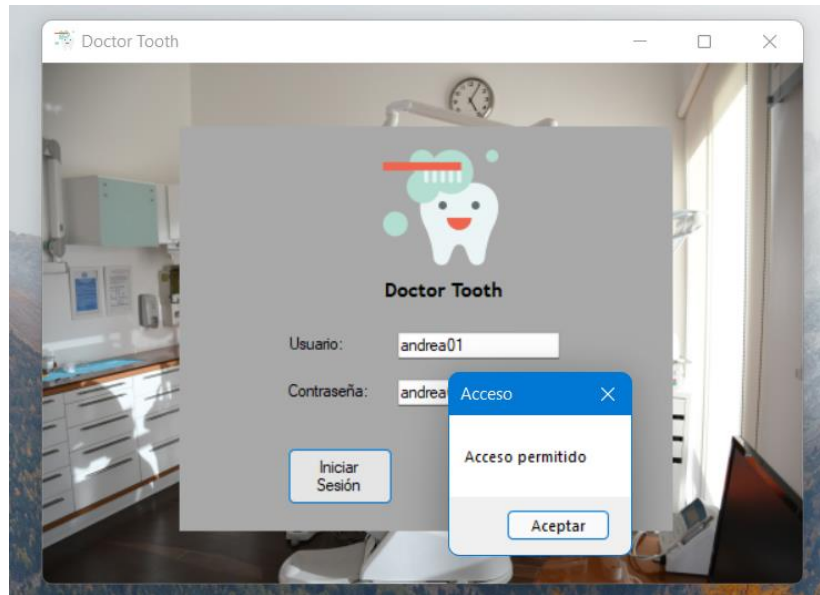 Doctor Tooth
Doctor Tooth
Usuario: andrea01
Contraseña: andrea
Acceso
Acceso permitido
Iniciar
Sesión
Aceptar